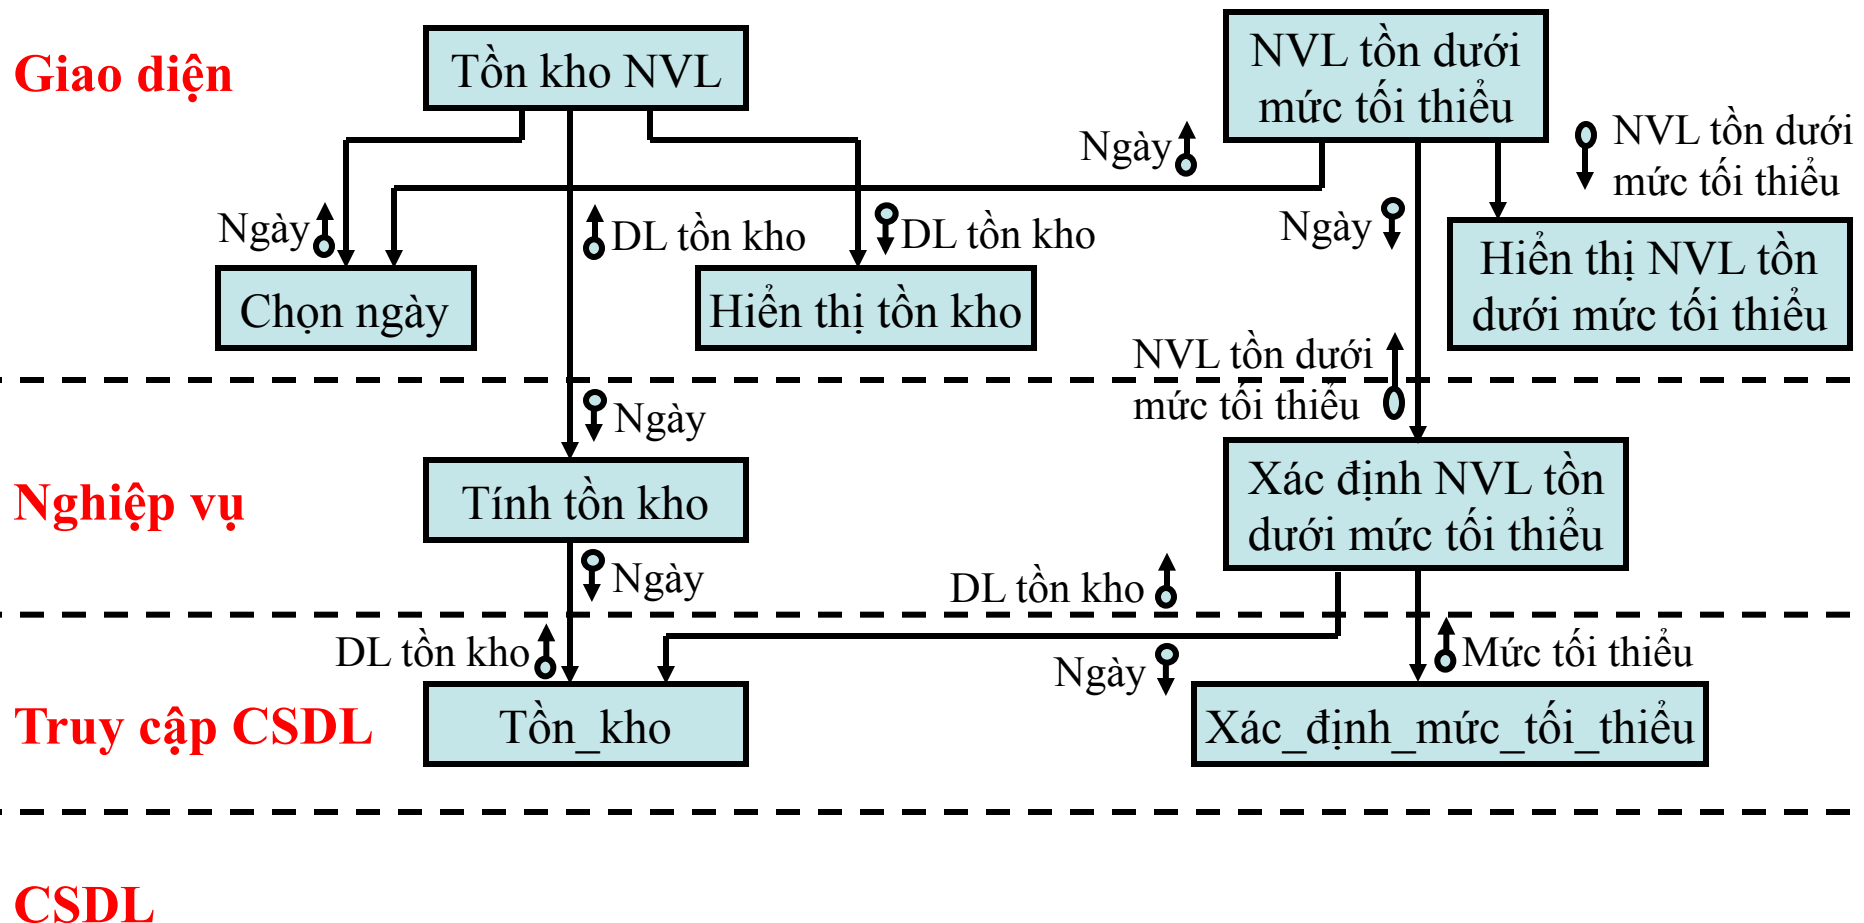 Giao diện
Tồn kho NVL
NVL tồn dưới
mức tối thiểu
Ngày
NVL tồn dưới
mức tối thiểu
Ngày
DL tồn kho
DL tồn kho
Ngày
Chọn ngày
Hiển thị tồn kho
Hiển thị NVL tồn
dưới mức tối thiểu
NVL tồn dưới
mức tối thiểu
Ngày
Nghiệp vụ
Tính tồn kho
Xác định NVL tồn
dưới mức tối thiểu
Ngày
DL tồn kho
DL tồn kho
Ngày
Mức tối thiểu
Truy cập CSDL
Tồn_kho
Xác_định_mức_tối_thiểu
CSDL